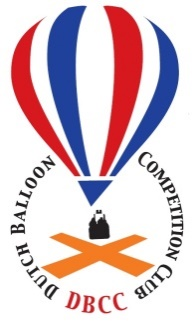 DUTCH BALLOON
COMPETITION CLUB
DBCC